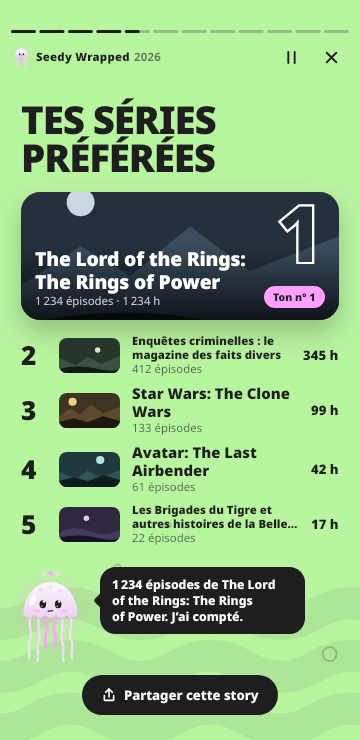 Seedy Wrapped 2026
TES SÉRIES
PRÉFÉRÉES
1
The Lord of the Rings:
The Rings of Power
1 234 épisodes · 1 234 h
Ton n° 1
2
Enquêtes criminelles : le
magazine des faits divers
412 épisodes
345 h
3
Star Wars: The Clone
Wars
133 épisodes
99 h
4
Avatar: The Last
Airbender
61 épisodes
42 h
5
Les Brigades du Tigre et
autres histoires de la Belle…
22 épisodes
17 h
1 234 épisodes de The Lord
of the Rings: The Rings
of Power. J’ai compté.
Partager cette story